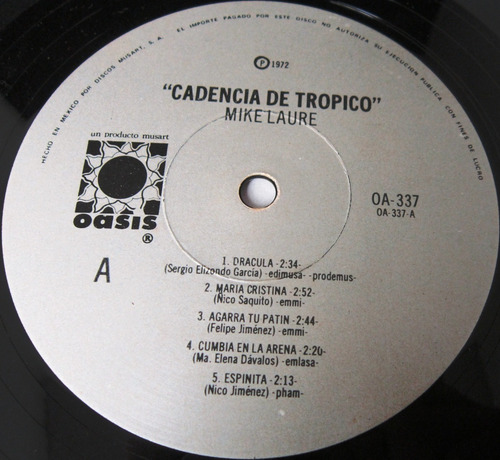 HECHO EN MEXICO POR DISCOS MUSART, S. A. EL IMPORTE PAGADO POR ESTE DISCO NO AUTORIZA SU EJECUCION PUBLICA CON FINES DE LUCRO
℗ 1972
"CADENCIA DE TROPICO"
MIKE LAURE
un producto musart
oasis ®
OA-337
OA-337-A
A
1. DRACULA -2:34-
(Sergio Elizondo García) -edimusa- -prodemus-
2. MARIA CRISTINA -2:52-
(Ñico Saquito) -emmi-
3. AGARRA TU PATIN -2:44-
(Felipe Jiménez) -emmi-
4. CUMBIA EN LA ARENA -2:20-
(Ma. Elena Dávalos) -emlasa-
5. ESPINITA -2:13-
(Nico Jiménez) -pham-